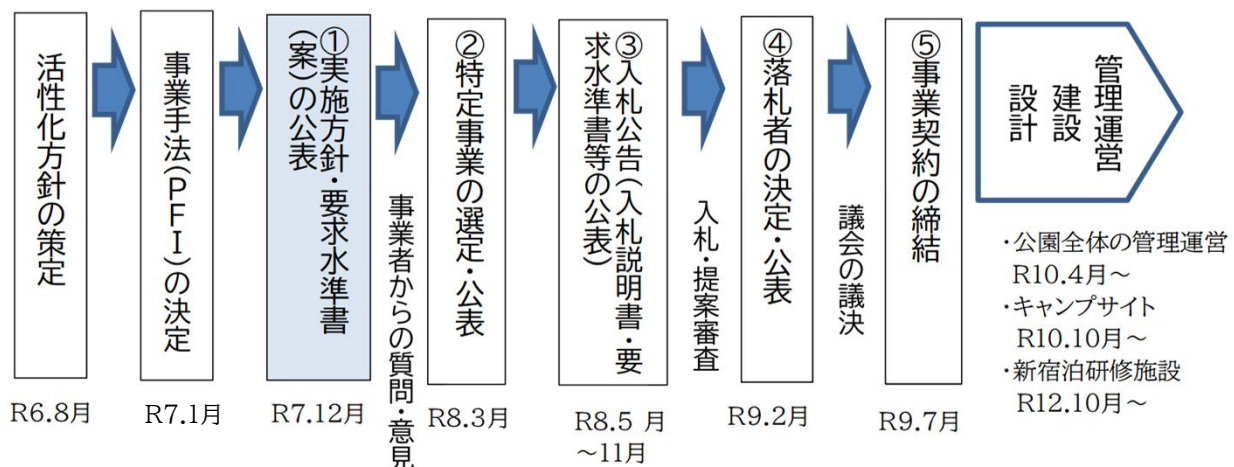 活性化方針の策定
R6.8月
事業手法(PFI)の決定
R7.1月
①実施方針・要求水準書
(案)の公表
R7.12月
事業者からの質問・意見
②特定事業の選定・公表
R8.3月
③入札公告(入札説明書・要
求水準書等の公表)
R8.5 月
～11月
入札・提案審査
④落札者の決定・公表
R9.2月
議会の議決
⑤事業契約の締結
R9.7月
管理運営
建設
設計
・公園全体の管理運営
R10.4月～
・キャンプサイト
R10.10月～
・新宿泊研修施設
R12.10月～